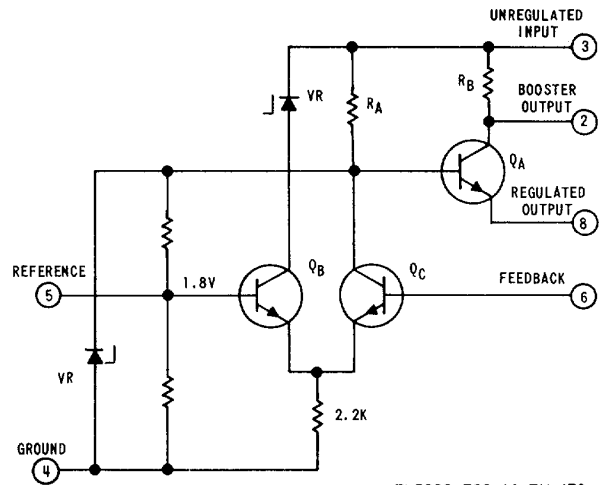 UNREGULATED
INPUT
3
VR
RA
RB
BOOSTER
OUTPUT
2
QA
REGULATED
OUTPUT
8
REFERENCE
5
1.8V
QB
QC
FEEDBACK
6
VR
2.2K
GROUND
4